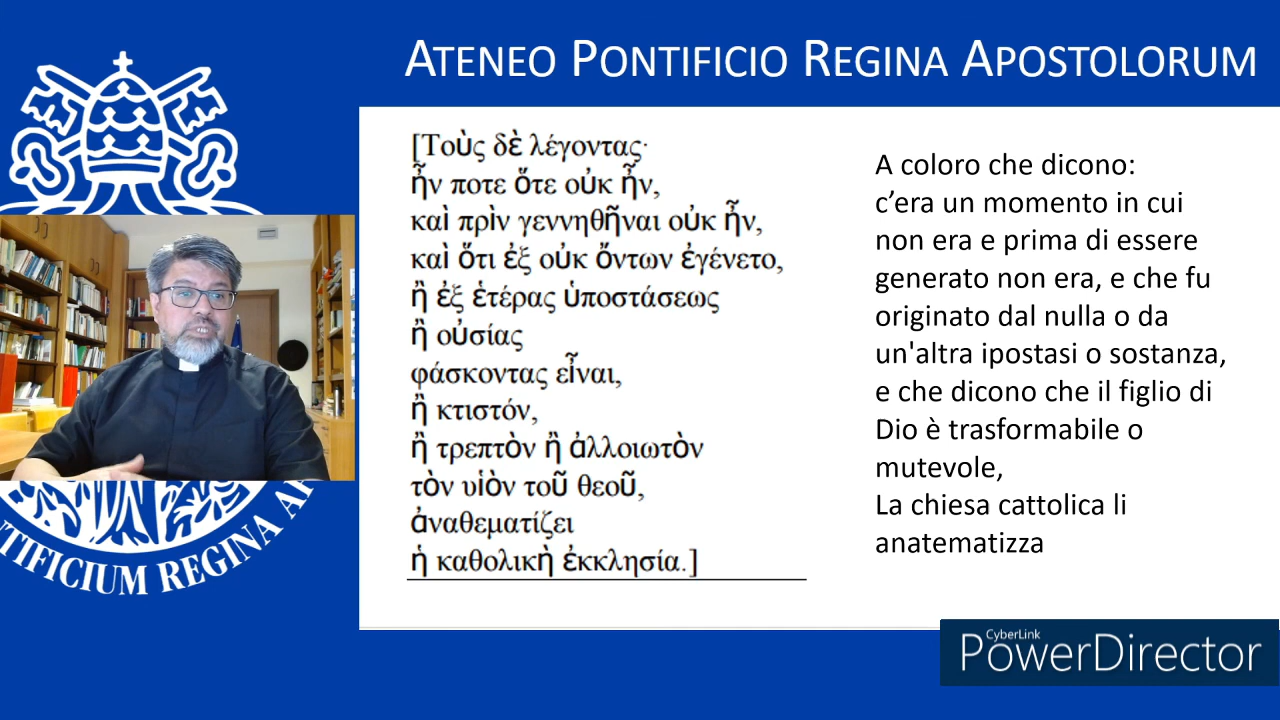 ATENEO PONTIFICIO REGINA APOSTOLORUM
[Τοὺς δὲ λέγοντας·
ἦν ποτε ὅτε οὐκ ἦν,
καὶ πρὶν γεννηθῆναι οὐκ ἦν,
καὶ ὅτι ἐξ οὐκ ὄντων ἐγένετο,
ἢ ἐξ ἑτέρας ὑποστάσεως
ἢ οὐσίας
φάσκοντας εἶναι,
ἢ κτιστόν,
ἢ τρεπτὸν ἢ ἀλλοιωτὸν
τὸν υἱὸν τοῦ θεοῦ,
ἀναθεματίζει
ἡ καθολικὴ ἐκκλησία.]
A coloro che dicono:
c’era un momento in cui
non era e prima di essere
generato non era, e che fu
originato dal nulla o da
un'altra ipostasi o sostanza,
e che dicono che il figlio di
Dio è trasformabile o
mutevole,
La chiesa cattolica li
anatematizza
NTIFICIUM REGINA A
CyberLink
PowerDirector